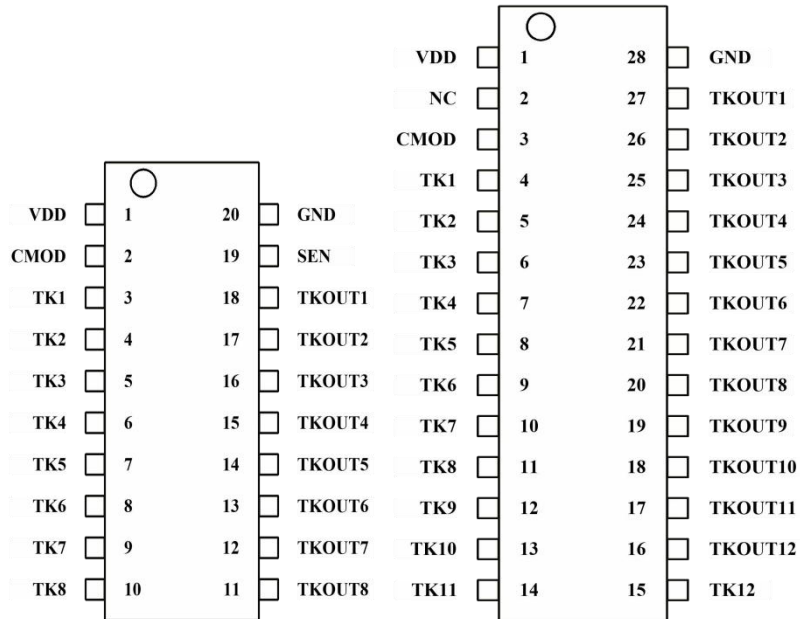 VDD 1 20 GND
CMOD 2 19 SEN
TK1 3 18 TKOUT1
TK2 4 17 TKOUT2
TK3 5 16 TKOUT3
TK4 6 15 TKOUT4
TK5 7 14 TKOUT5
TK6 8 13 TKOUT6
TK7 9 12 TKOUT7
TK8 10 11 TKOUT8
VDD 1 28 GND
NC 2 27 TKOUT1
CMOD 3 26 TKOUT2
TK1 4 25 TKOUT3
TK2 5 24 TKOUT4
TK3 6 23 TKOUT5
TK4 7 22 TKOUT6
TK5 8 21 TKOUT7
TK6 9 20 TKOUT8
TK7 10 19 TKOUT9
TK8 11 18 TKOUT10
TK9 12 17 TKOUT11
TK10 13 16 TKOUT12
TK11 14 15 TK12